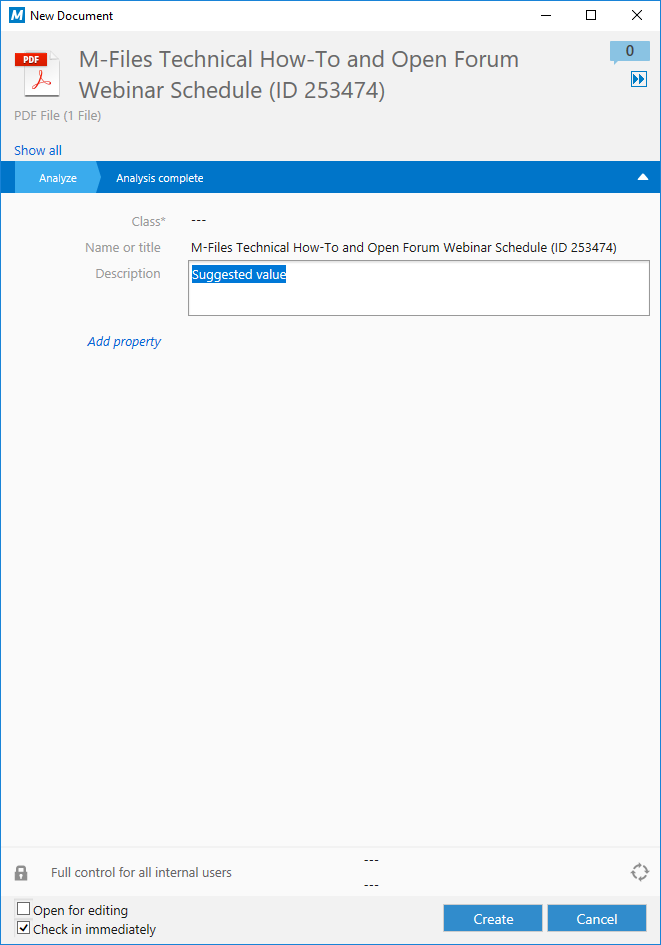 M New Document
PDF
M-Files Technical How-To and Open Forum
Webinar Schedule (ID 253474)
0
PDF File (1 File)
Show all
Analyze
Analysis complete
Class* ---
Name or title M-Files Technical How-To and Open Forum Webinar Schedule (ID 253474)
Description Suggested value
Add property
---
Full control for all internal users
---
Open for editing
Check in immediately
Create
Cancel